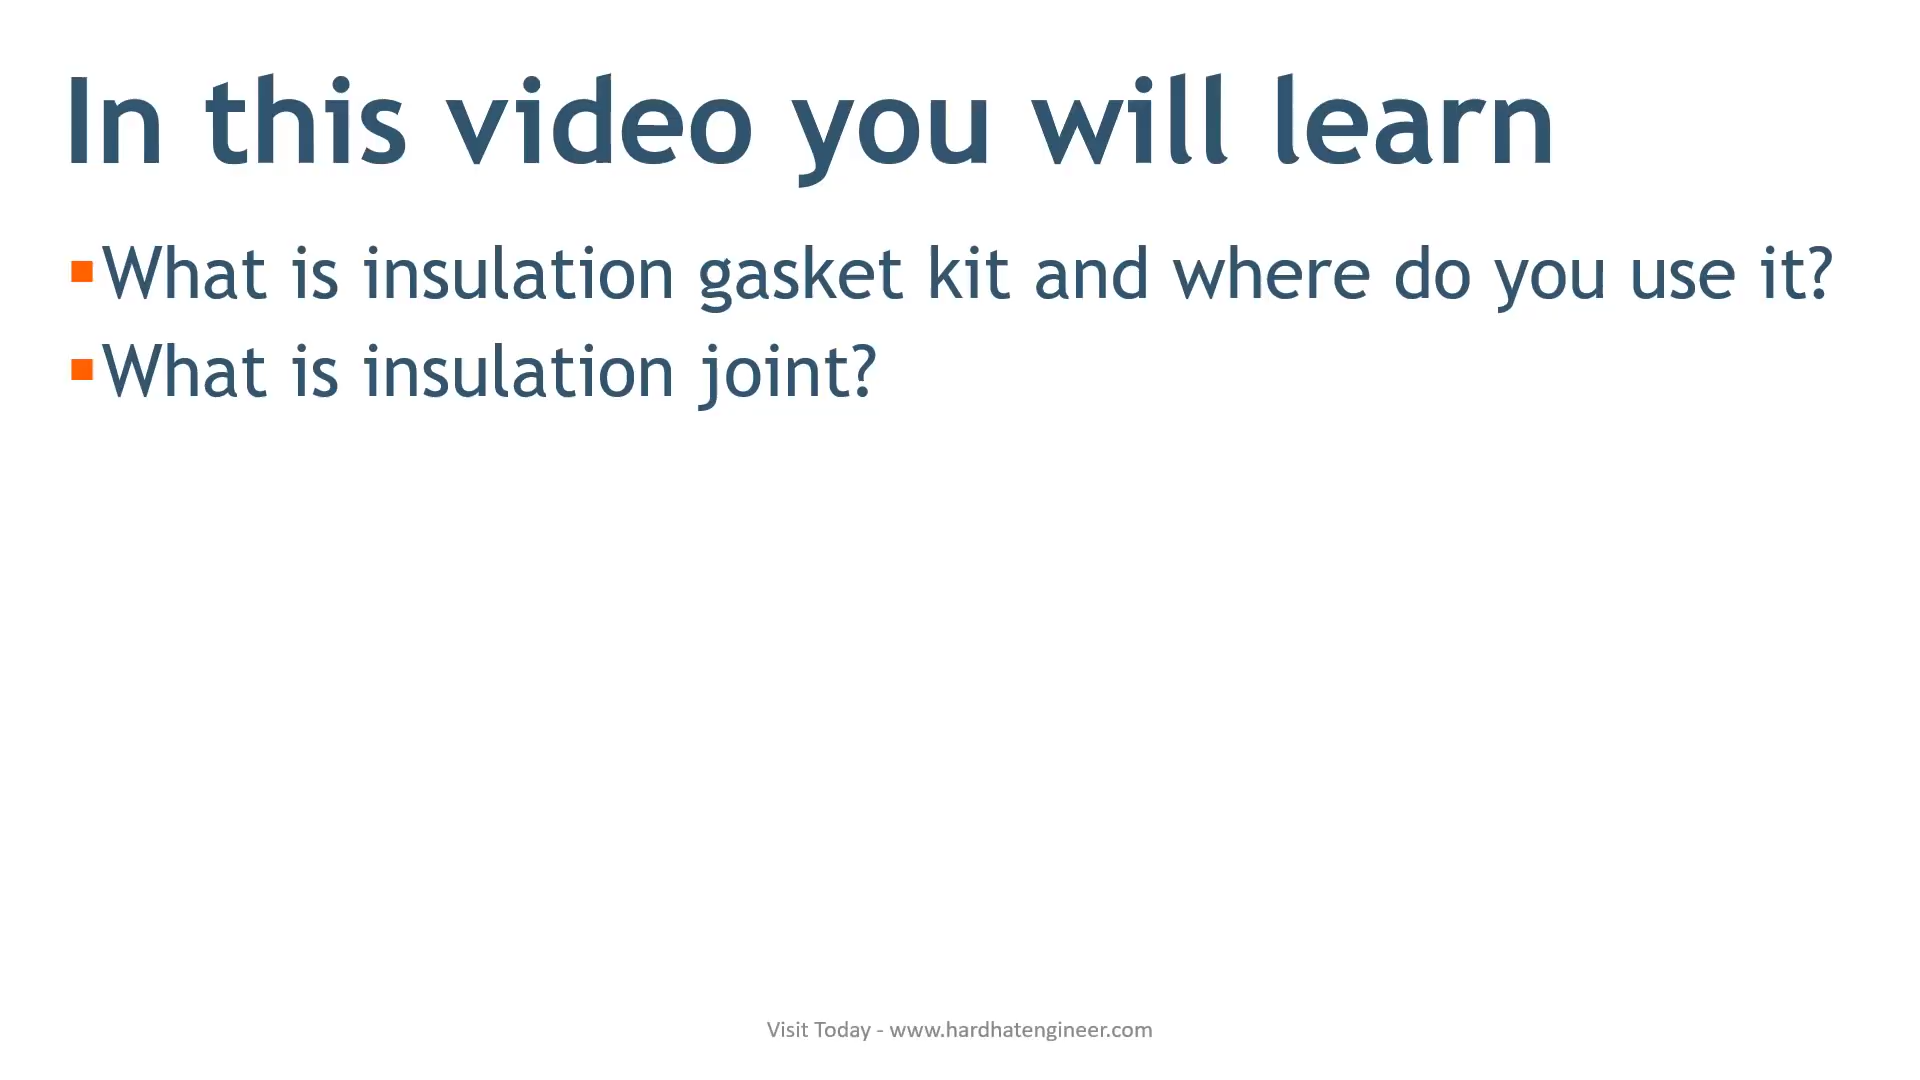 In this video you will learn
▪What is insulation gasket kit and where do you use it?
▪What is insulation joint?
Visit Today - www.hardhatengineer.com